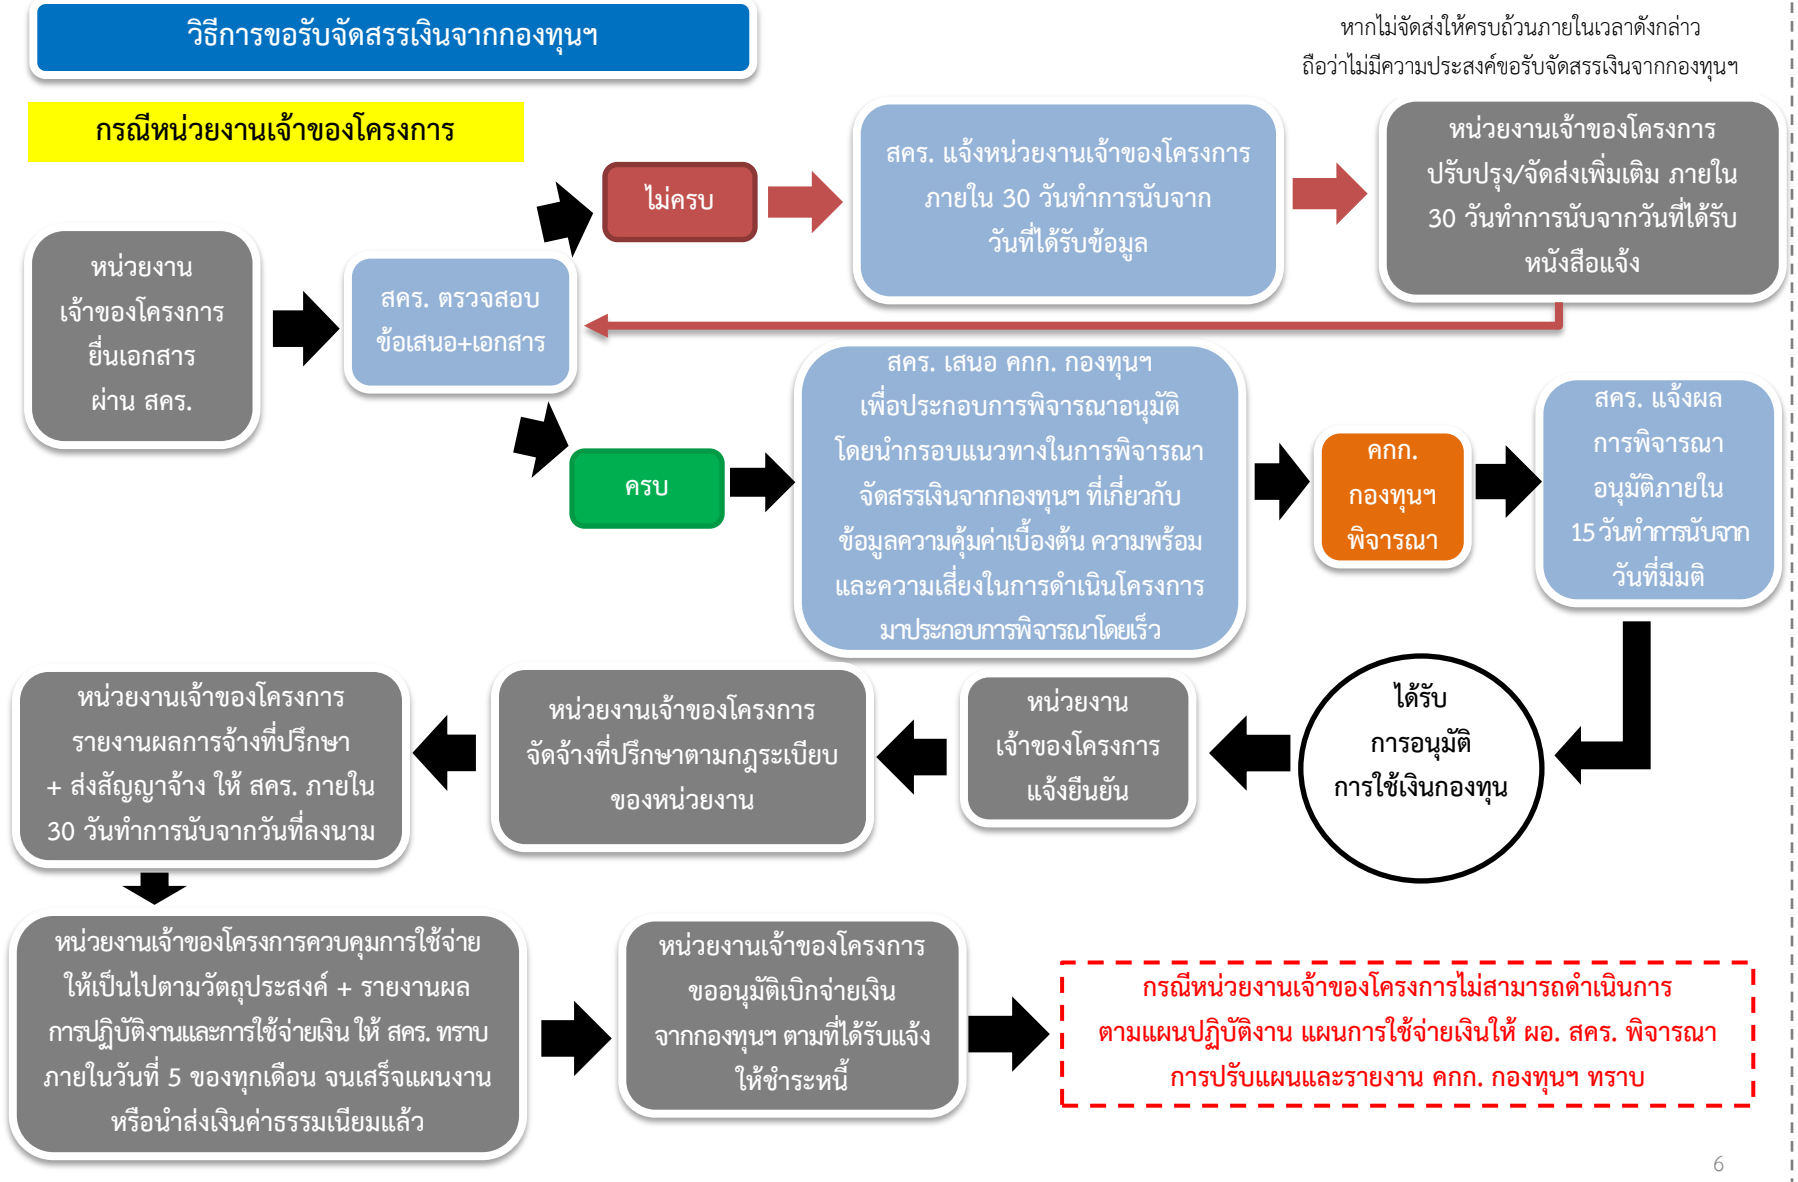 วิธีการขอรับจัดสรรเงินจากกองทุนฯ
หากไม่จัดส่งให้ครบถ้วนภายในเวลาดังกล่าว
ถือว่าไม่มีความประสงค์ขอรับจัดสรรเงินจากกองทุนฯ
กรณีหน่วยงานเจ้าของโครงการ
หน่วยงาน
เจ้าของโครงการ
ยื่นเอกสาร
ผ่าน สคร.
สคร. ตรวจสอบ
ข้อเสนอ+เอกสาร
ไม่ครบ
สคร. แจ้งหน่วยงานเจ้าของโครงการ
ภายใน 30 วันทำการนับจาก
วันที่ได้รับข้อมูล
หน่วยงานเจ้าของโครงการ
ปรับปรุง/จัดส่งเพิ่มเติม ภายใน
30 วันทำการนับจากวันที่ได้รับ
หนังสือแจ้ง
ครบ
สคร. เสนอ คกก. กองทุนฯ
เพื่อประกอบการพิจารณาอนุมัติ
โดยนำกรอบแนวทางในการพิจารณา
จัดสรรเงินจากกองทุนฯ ที่เกี่ยวกับ
ข้อมูลความคุ้มค่าเบื้องต้น ความพร้อม
และความเสี่ยงในการดำเนินโครงการ
มาประกอบการพิจารณาโดยเร็ว
คกก.
กองทุนฯ
พิจารณา
สคร. แจ้งผล
การพิจารณา
อนุมัติภายใน
15 วันทำการนับจาก
วันที่มีมติ
ได้รับ
การอนุมัติ
การใช้เงินกองทุน
หน่วยงาน
เจ้าของโครงการ
แจ้งยืนยัน
หน่วยงานเจ้าของโครงการ
จัดจ้างที่ปรึกษาตามกฎระเบียบ
ของหน่วยงาน
หน่วยงานเจ้าของโครงการ
รายงานผลการจ้างที่ปรึกษา
+ ส่งสัญญาจ้าง ให้ สคร. ภายใน
30 วันทำการนับจากวันที่ลงนาม
หน่วยงานเจ้าของโครงการควบคุมการใช้จ่าย
ให้เป็นไปตามวัตถุประสงค์ + รายงานผล
การปฏิบัติงานและการใช้จ่ายเงิน ให้ สคร. ทราบ
ภายในวันที่ 5 ของทุกเดือน จนเสร็จแผนงาน
หรือนำส่งเงินค่าธรรมเนียมแล้ว
หน่วยงานเจ้าของโครงการ
ขออนุมัติเบิกจ่ายเงิน
จากกองทุนฯ ตามที่ได้รับแจ้ง
ให้ชำระหนี้
กรณีหน่วยงานเจ้าของโครงการไม่สามารถดำเนินการ
ตามแผนปฏิบัติงาน แผนการใช้จ่ายเงินให้ ผอ. สคร. พิจารณา
การปรับแผนและรายงาน คกก. กองทุนฯ ทราบ
6